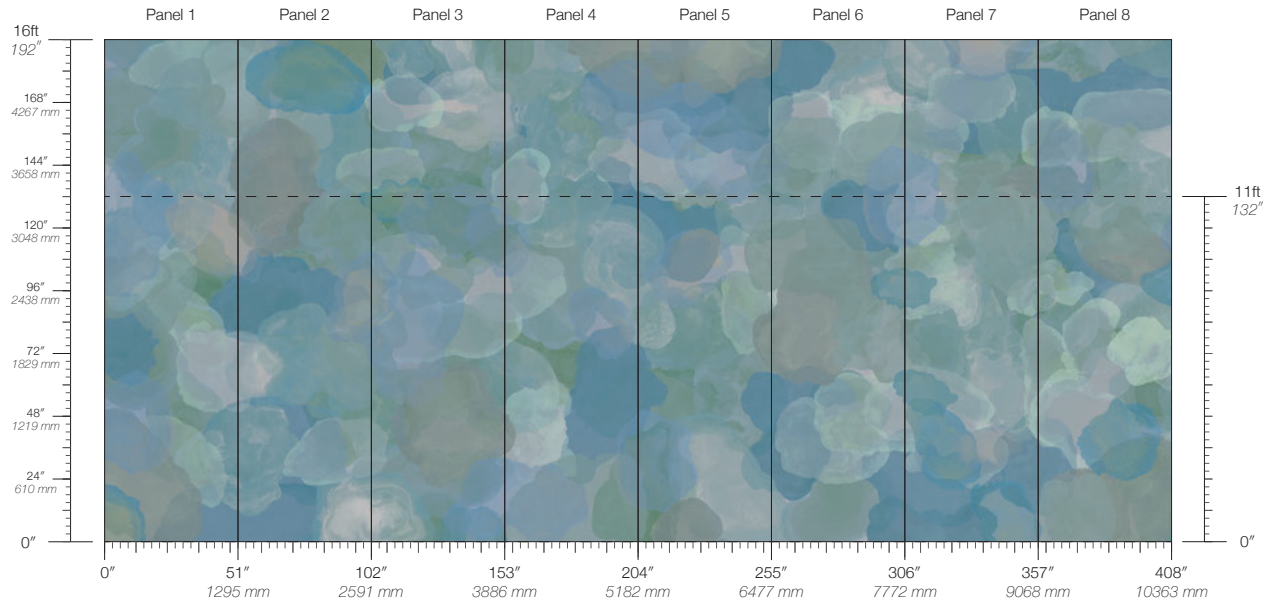 Panel 1 Panel 2 Panel 3 Panel 4 Panel 5 Panel 6 Panel 7 Panel 8
16ft
192″
168″
4267 mm
144″
3658 mm
11ft
132″
120″
3048 mm
96″
2438 mm
72″
1829 mm
48″
1219 mm
24″
610 mm
0″ 0″
0″ 51″ 102″ 153″ 204″ 255″ 306″ 357″ 408″
1295 mm 2591 mm 3886 mm 5182 mm 6477 mm 7772 mm 9068 mm 10363 mm